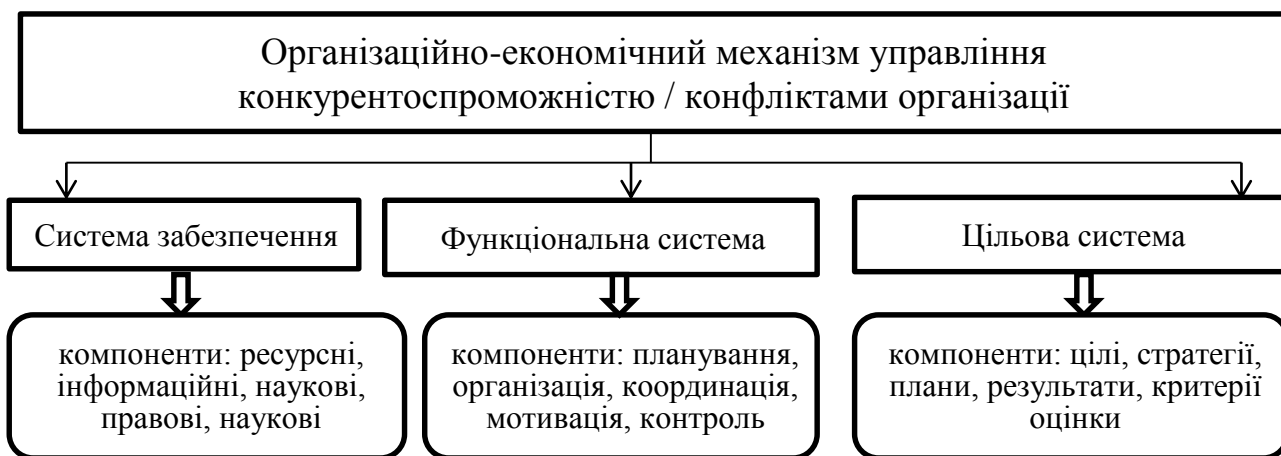 Організаційно-економічний механізм управління
конкурентоспроможністю / конфліктами організації
Система забезпечення
Функціональна система
Цільова система
компоненти: ресурсні,
інформаційні, наукові,
правові, наукові
компоненти: планування,
організація, координація,
мотивація, контроль
компоненти: цілі, стратегії,
плани, результати, критерії
оцінки